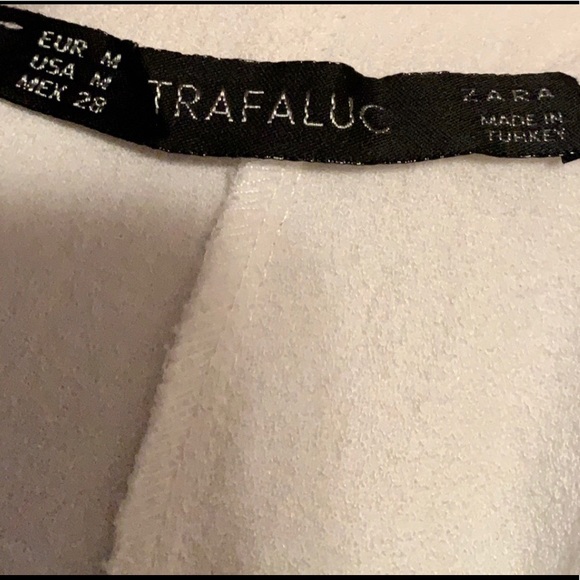 EUR M
USA M
MEX 28
TRAFALUC
ZARA
MADE IN
TURKEY